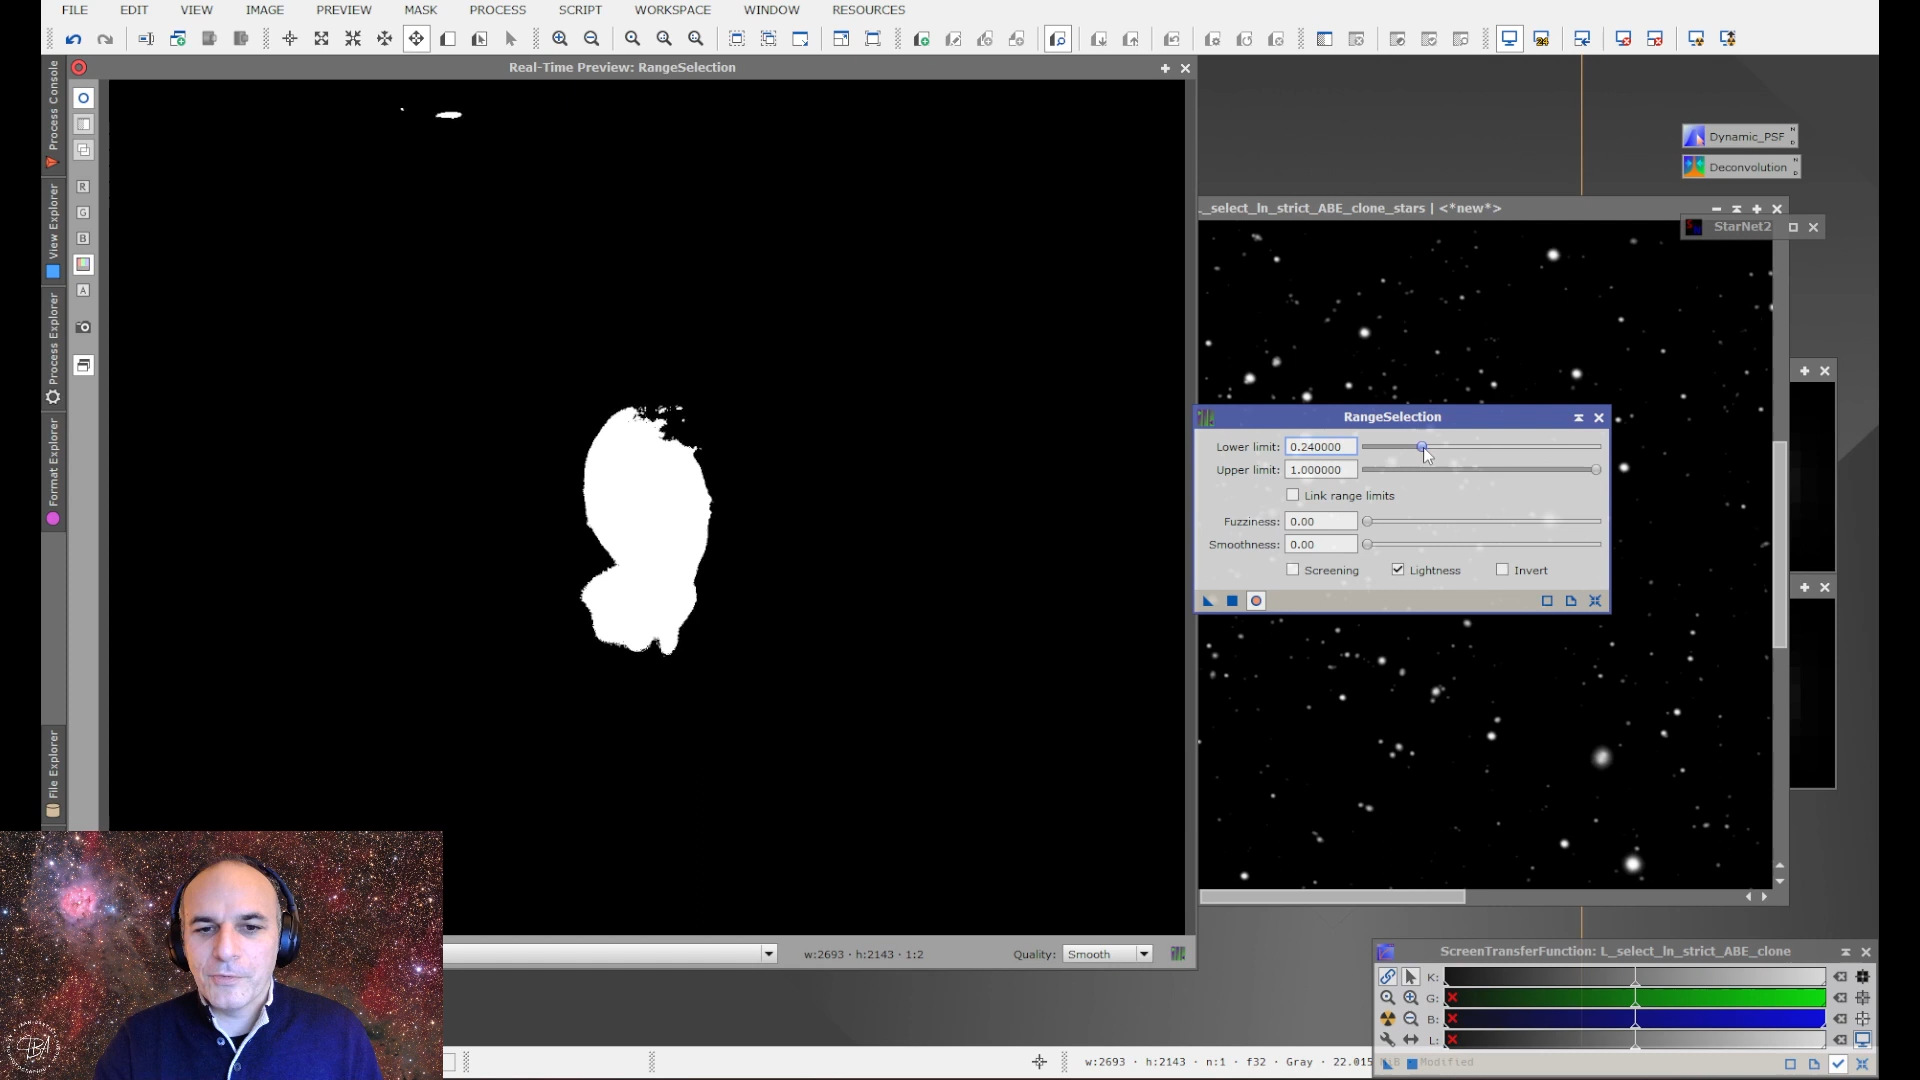 FILE EDIT VIEW IMAGE PREVIEW MASK PROCESS SCRIPT WORKSPACE WINDOW RESOURCES
Real-Time Preview: RangeSelection
Process Console
View Explorer
Process Explorer
Format Explorer
File Explorer
R
G
B
A
Dynamic_PSF
Deconvolution
_select_ln_strict_ABE_clone_stars | <*new*>
StarNet2
RangeSelection
Lower limit: 0.240000
Upper limit: 1.000000
Link range limits
Fuzziness: 0.00
Smoothness: 0.00
Screening Lightness Invert
w:2693 · h:2143 · 1:2 Quality: Smooth
ScreenTransferFunction: L_select_ln_strict_ABE_clone
K:
G:
B:
L:
w:2693 · h:2143 · n:1 · f32 · Gray · 22.015
Modified